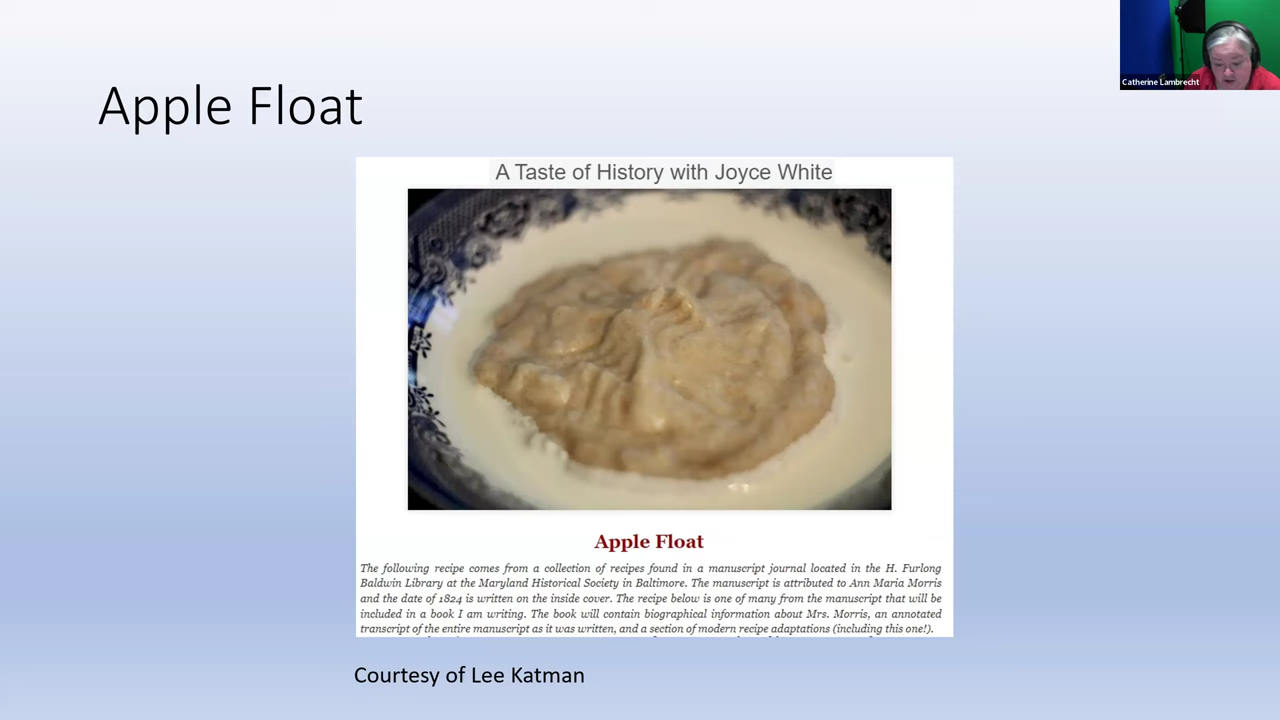 Catherine Lambrecht
Apple Float
A Taste of History with Joyce White
Apple Float
The following recipe comes from a collection of recipes found in a manuscript journal located in the H. Furlong
Baldwin Library at the Maryland Historical Society in Baltimore. The manuscript is attributed to Ann Maria Morris
and the date of 1824 is written on the inside cover. The recipe below is one of many from the manuscript that will be
included in a book I am writing. The book will contain biographical information about Mrs. Morris, an annotated
transcript of the entire manuscript as it was written, and a section of modern recipe adaptations (including this one!).
Courtesy of Lee Katman